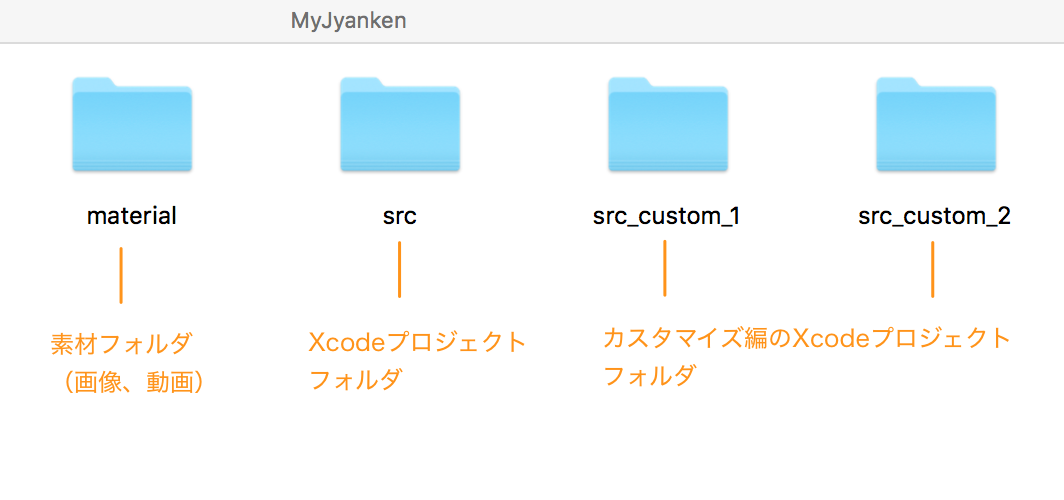 MyJyanken
material
src
src_custom_1
src_custom_2
素材フォルダ
（画像、動画）
Xcodeプロジェクト
フォルダ
カスタマイズ編のXcodeプロジェクト
フォルダ